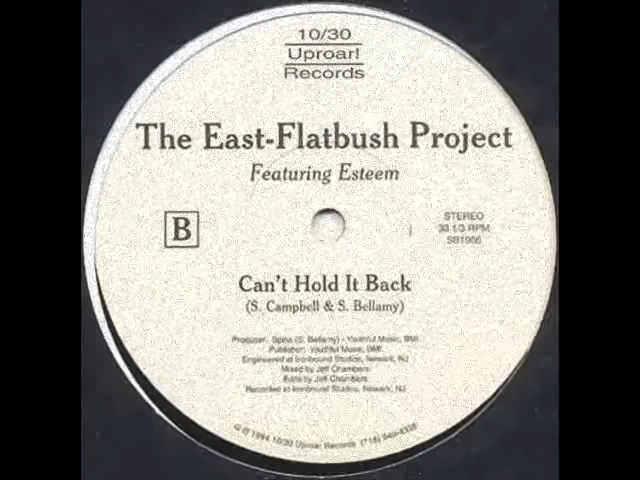 10/30
Uproar!
Records
The East-Flatbush Project
Featuring Esteem
B
STEREO
33 1/3 RPM
Can't Hold It Back
(S. Campbell & S. Bellamy)
Producer: Spina (S. Bellamy) - Youthful Music, BMI
Publisher: Youthful Music, BMI
Engineered at Ironbound Studios, Newark, NJ
Mixed by Jeff Chambers
Edits by Jeff Chambers
Recorded at Ironbound Studios, Newark, NJ
℗ © 1994 10/30 Uproar Records (718)